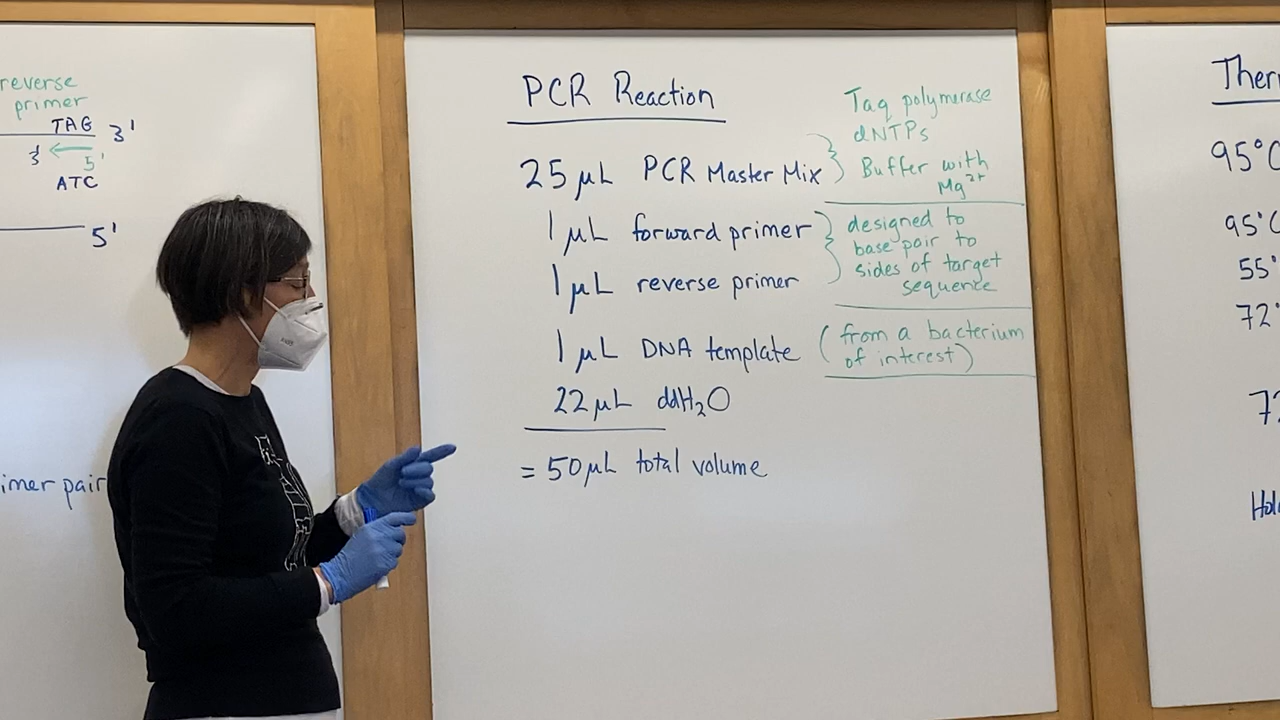 reverse
primer
TAG 3'
3' 5'
ATC
5'
imer pair
PCR Reaction
25 µL PCR Master Mix
1 µL forward primer
1 µL reverse primer
1 µL DNA template
22 µL ddH₂O
= 50 µL total volume
Taq polymerase
dNTPs
Buffer with
Mg²⁺
designed to
base pair to
sides of target
sequence
(from a bacterium
of interest)
Ther
95°C
95°C
55°
72°
72
Hol